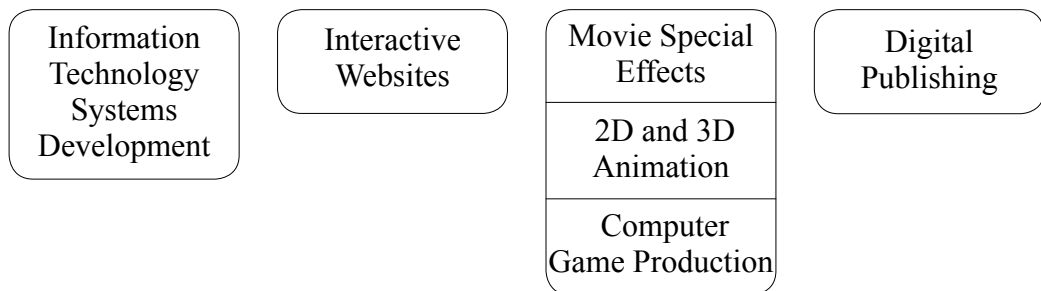 Information
Technology
Systems
Development
Interactive
Websites
Movie Special
Effects
2D and 3D
Animation
Computer
Game Production
Digital
Publishing